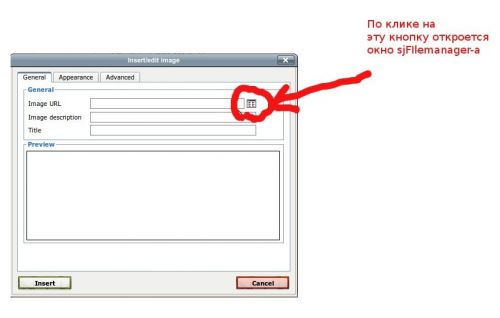 По клике на
эту кнопку откроется
окно sjFIlemanager-а
Insert/edit image
General
Appearance
Advanced
General
Image URL
Image description
Title
Preview
Insert
Cancel